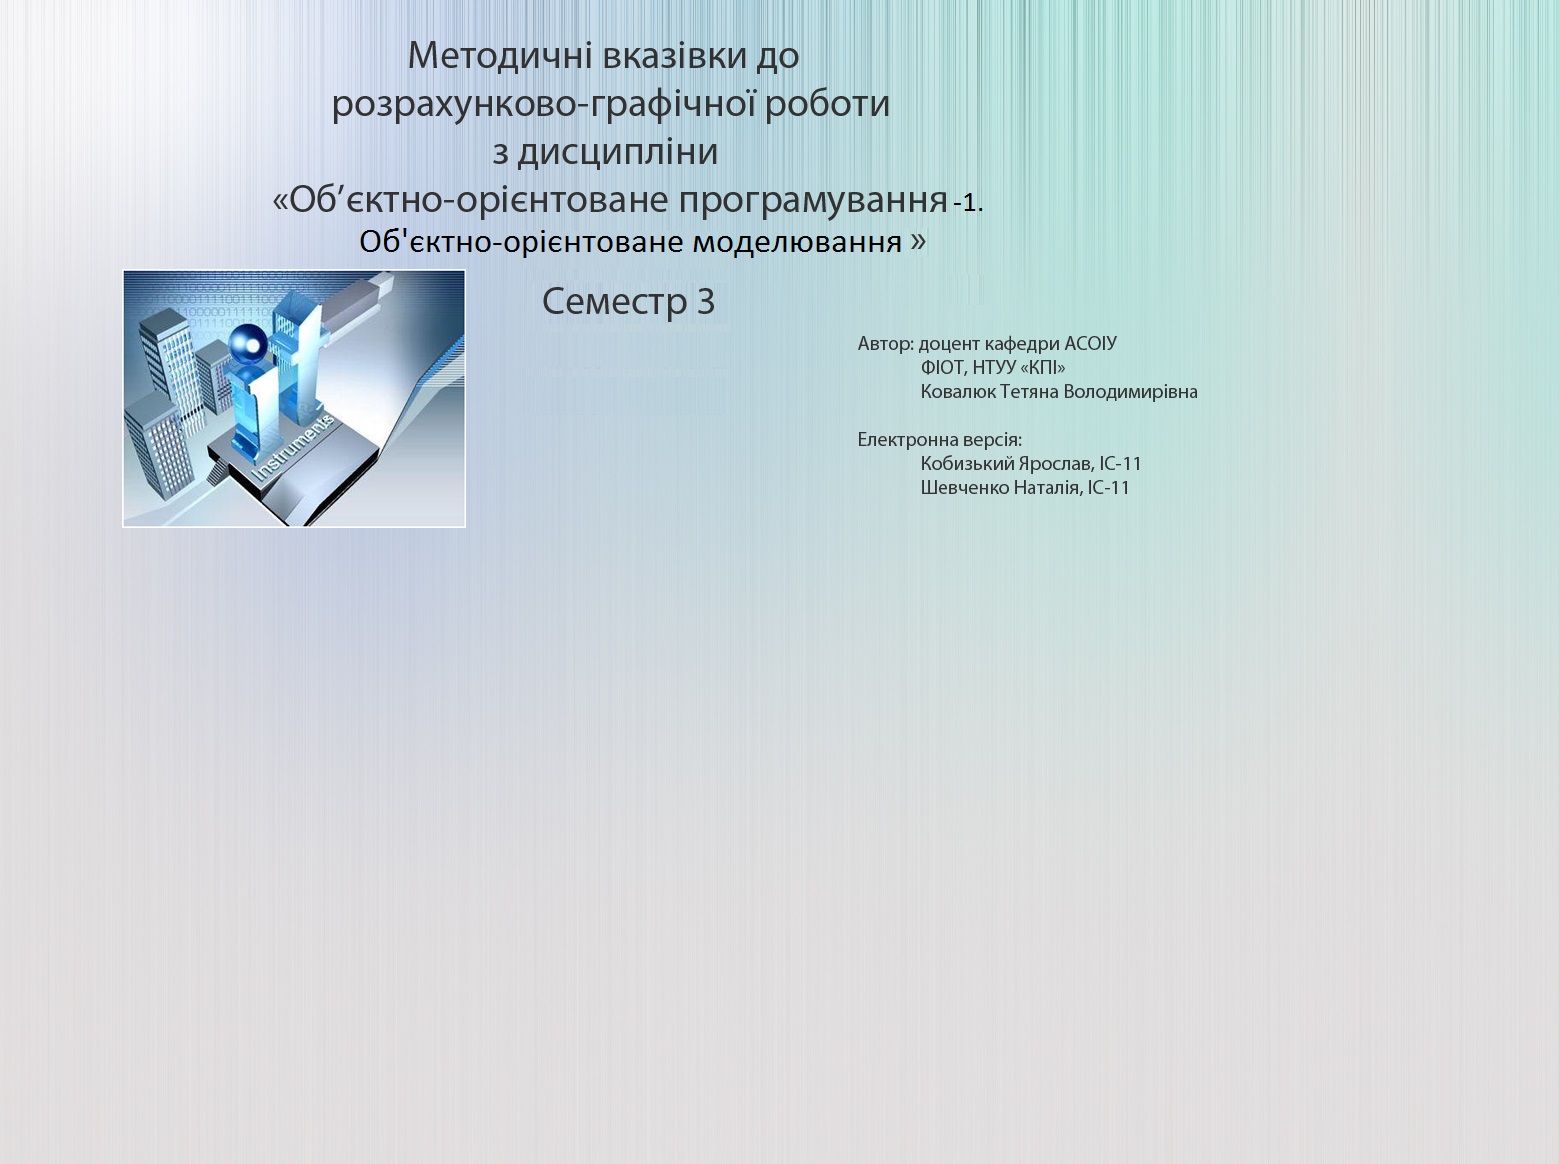 Методичні вказівки до
розрахунково-графічної роботи
з дисципліни
«Об’єктно-орієнтоване програмування -1.
Об'єктно-орієнтоване моделювання »
Семестр 3
Instruments
Автор: доцент кафедри АСОІУ
ФІОТ, НТУУ «КПІ»
Ковалюк Тетяна Володимирівна
Електронна версія:
Кобизький Ярослав, ІС-11
Шевченко Наталія, ІС-11